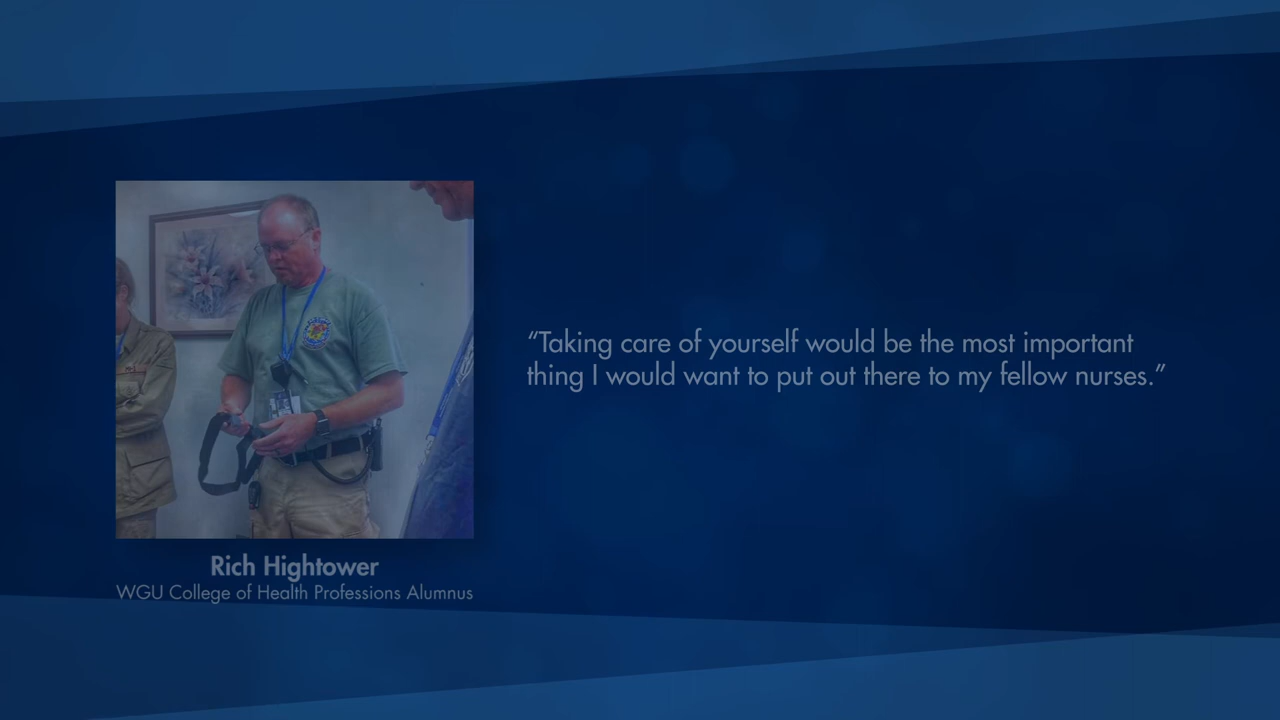 “Taking care of yourself would be the most important
thing I would want to put out there to my fellow nurses.”
Rich Hightower
WGU College of Health Professions Alumnus